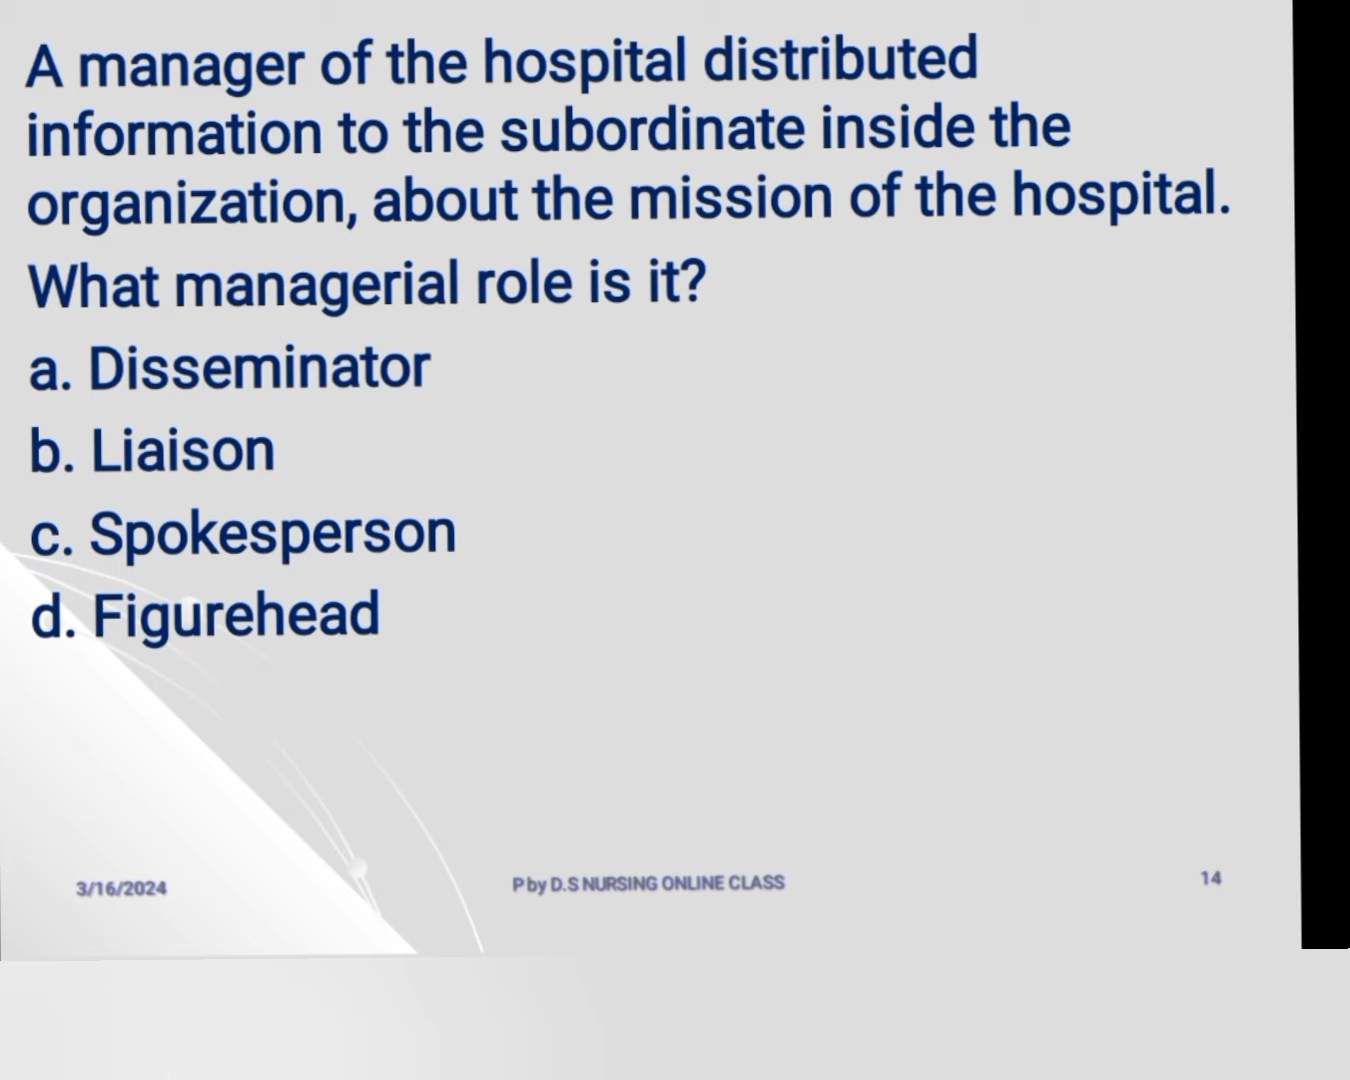 A manager of the hospital distributed
information to the subordinate inside the
organization, about the mission of the hospital.
What managerial role is it?
a. Disseminator
b. Liaison
c. Spokesperson
d. Figurehead
3/16/2024
P by D.S NURSING ONLINE CLASS
14